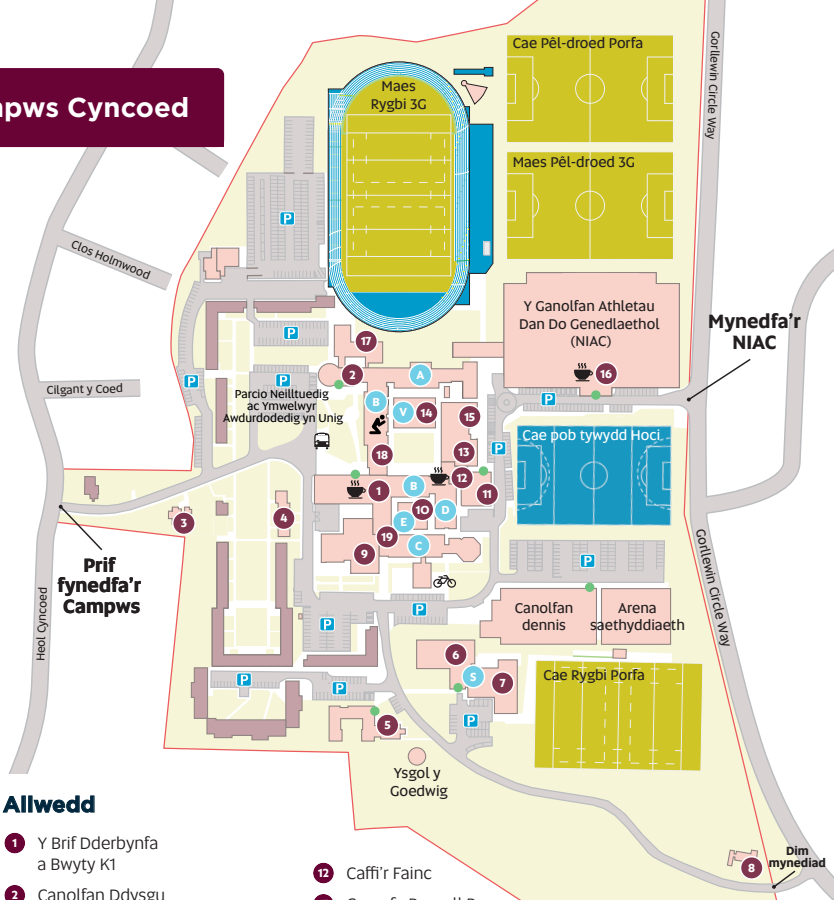 Cae Pêl-droed Porfa
Gorllewin Circle Way
Maes
Rygbi 3G
Campws Cyncoed
Maes Pêl-droed 3G
P
Clos Holmwood
Y Ganolfan Athletau
Dan Do Genedlaethol
(NIAC)
Mynedfa'r
NIAC
P
17
16
2
A
P
P
Cilgant y Coed
Parcio Neilltuedig
ac Ymwelwyr
Awdurdodedig yn Unig
B
V
14
15
P
Cae pob tywydd Hoci
P
13
18
12
1
B
11
10
D
3
4
E
19
C
9
Prif
fynedfa'r
Campws
P
Gorllewin Circle Way
Heol Cyncoed
P
P
Canolfan
dennis
Arena
saethyddiaeth
6
S
7
Cae Rygbi Porfa
P
P
P
5
Ysgol y
Goedwig
Dim
mynediad
8
Allwedd
1 Y Brif Dderbynfa
a Bwyty K1
2 Canolfan Ddysgu
12 Caffi'r Fainc